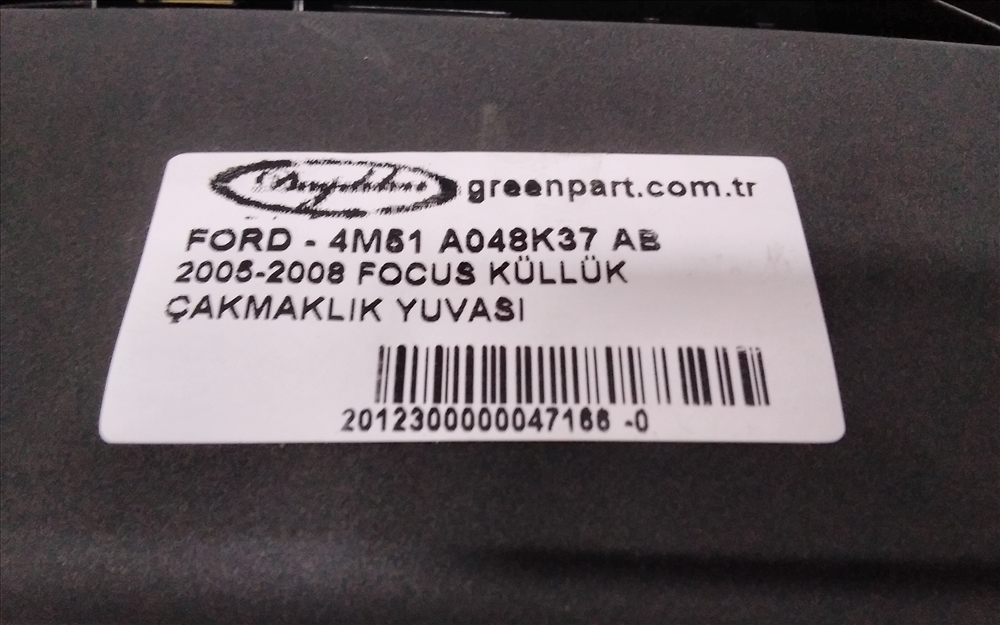 greenpart.com.tr
FORD - 4M51 A048K37 AB
2005-2008 FOCUS KÜLLÜK
ÇAKMAKLIK YUVASI
2012300000047166 -0